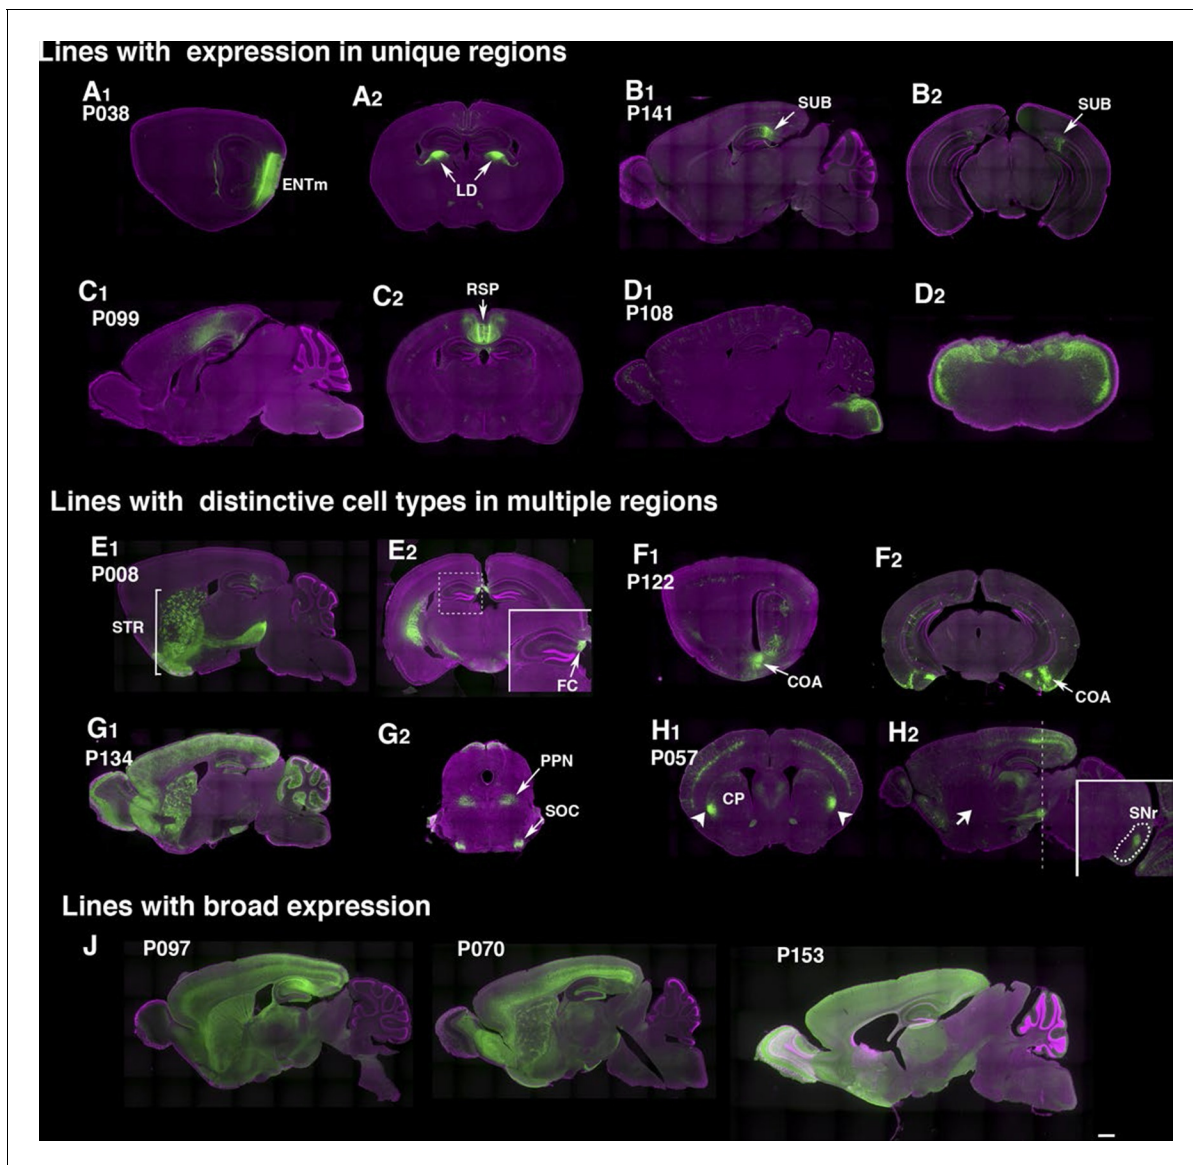 Lines with expression in unique regions
A1 A2 B1 B2
P038 P141
SUB SUB
ENTm LD
C1 C2 D1 D2
P099 RSP P108
Lines with distinctive cell types in multiple regions
E1 E2 F1 F2
P008 P122
STR FC COA COA
G1 G2 H1 H2
P134 PPN P057
SOC CP SNr
Lines with broad expression
J P097 P070 P153